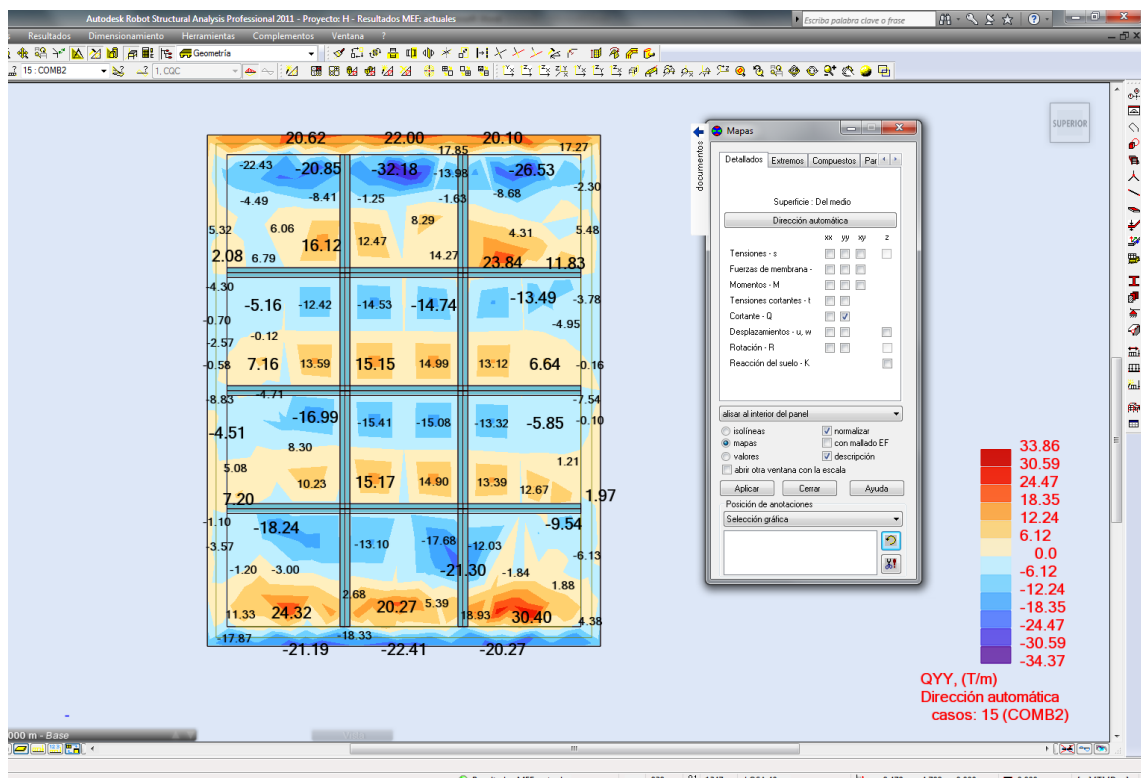 Autodesk Robot Structural Analysis Professional 2011 - Proyecto: H - Resultados MEF: actuales
Escriba palabra clave o frase
Resultados Dimensionamiento Herramientas Complementos Ventana ?
Geometría
15 : COMB2
1, CQC
SUPERIOR
20.62 22.00 20.10
17.85 17.27
-22.43 -20.85 -32.18 -13.98 -26.53
-2.30
-4.49 -8.41 -1.25 -1.63 -8.68
5.32 6.06 8.29 4.31 5.48
16.12 12.47
2.08 6.79 14.27 23.84 11.83
-4.30
-5.16 -12.42 -14.53 -14.74 -13.49 -3.78
-0.70 -4.95
-2.57 -0.12
-0.58 7.16 13.59 15.15 14.99 13.12 6.64 -0.16
-8.83 -4.71 -7.54
-16.99 -15.41 -15.08 -13.32 -5.85 -0.10
-4.51
8.30
5.08 1.21
10.23 15.17 14.90 13.39 12.67
7.20 1.97
-1.10 -18.24 -9.54
-3.57 -13.10 -17.68 -12.03
-6.13
-1.20 -3.00 -21.30 -1.84
1.88
2.68
11.33 24.32 20.27 5.39 18.93 30.40 4.38
-17.87 -18.33
-21.19 -22.41 -20.27
documentos
Mapas
Detallados Extremos Compuestos Par
Superficie : Del medio
Dirección automática
xx yy xy z
Tensiones - s
Fuerzas de membrana -
Momentos - M
Tensiones cortantes - t
Cortante - Q
Desplazamientos - u, w
Rotación - R
Reacción del suelo - K
alisar al interior del panel
isolíneas normalizar
mapas con mallado EF
valores descripción
abrir otra ventana con la escala
Aplicar Cerrar Ayuda
Posición de anotaciones
Selección gráfica
33.86
30.59
24.47
18.35
12.24
6.12
0.0
-6.12
-12.24
-18.35
-24.47
-30.59
-34.37
QYY, (T/m)
Dirección automática
casos: 15 (COMB2)
000 m - Base